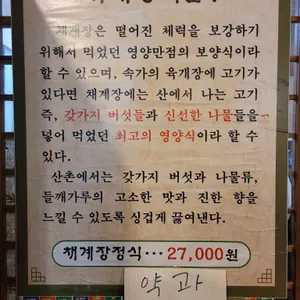 채계장은 떨어진 체력을 보강하기
위해서 먹었던 영양만점의 보양식이라
할 수 있으며, 속가의 육개장에 고기가
있다면 채계장에는 산에서 나는 고기
즉, 갖가지 버섯들과 신선한 나물들을
넣어 먹었던 최고의 영양식이라 할 수
있다.
산촌에서는 갖가지 버섯과 나물류,
들깨가루의 고소한 맛과 진한 향을
느낄 수 있도록 싱겁게 끓여낸다.
채계장정식··· 27,000원
약과